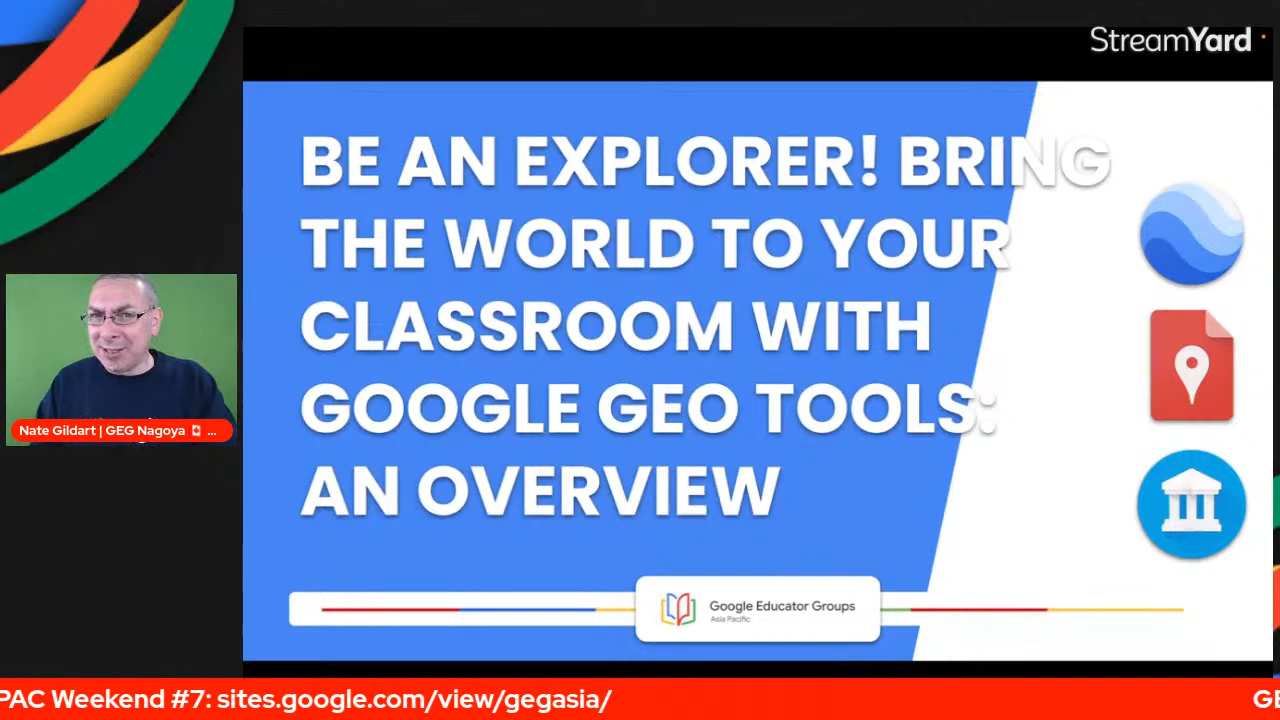 StreamYard
BE AN EXPLORER! BRING
THE WORLD TO YOUR
CLASSROOM WITH
GOOGLE GEO TOOLS:
AN OVERVIEW
Nate Gildart | GEG Nagoya 🇨🇦 ...
Google Educator Groups
Asia Pacific
PAC Weekend #7: sites.google.com/view/gegasia/
GE